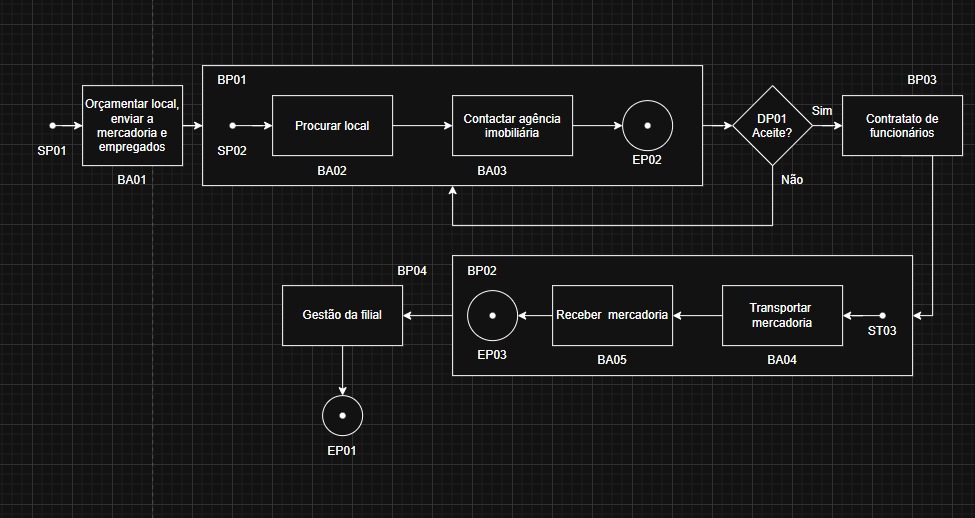 BP01
BP03
Orçamentar local,
enviar a
mercadoria e
empregados
SP01
BA01
SP02
Procurar local
BA02
Contactar agência
imobiliária
BA03
EP02
DP01
Aceite?
Sim
Não
Contratato de
funcionários
BP04
BP02
Gestão da filial
EP03
Receber mercadoria
BA05
Transportar
mercadoria
BA04
ST03
EP01